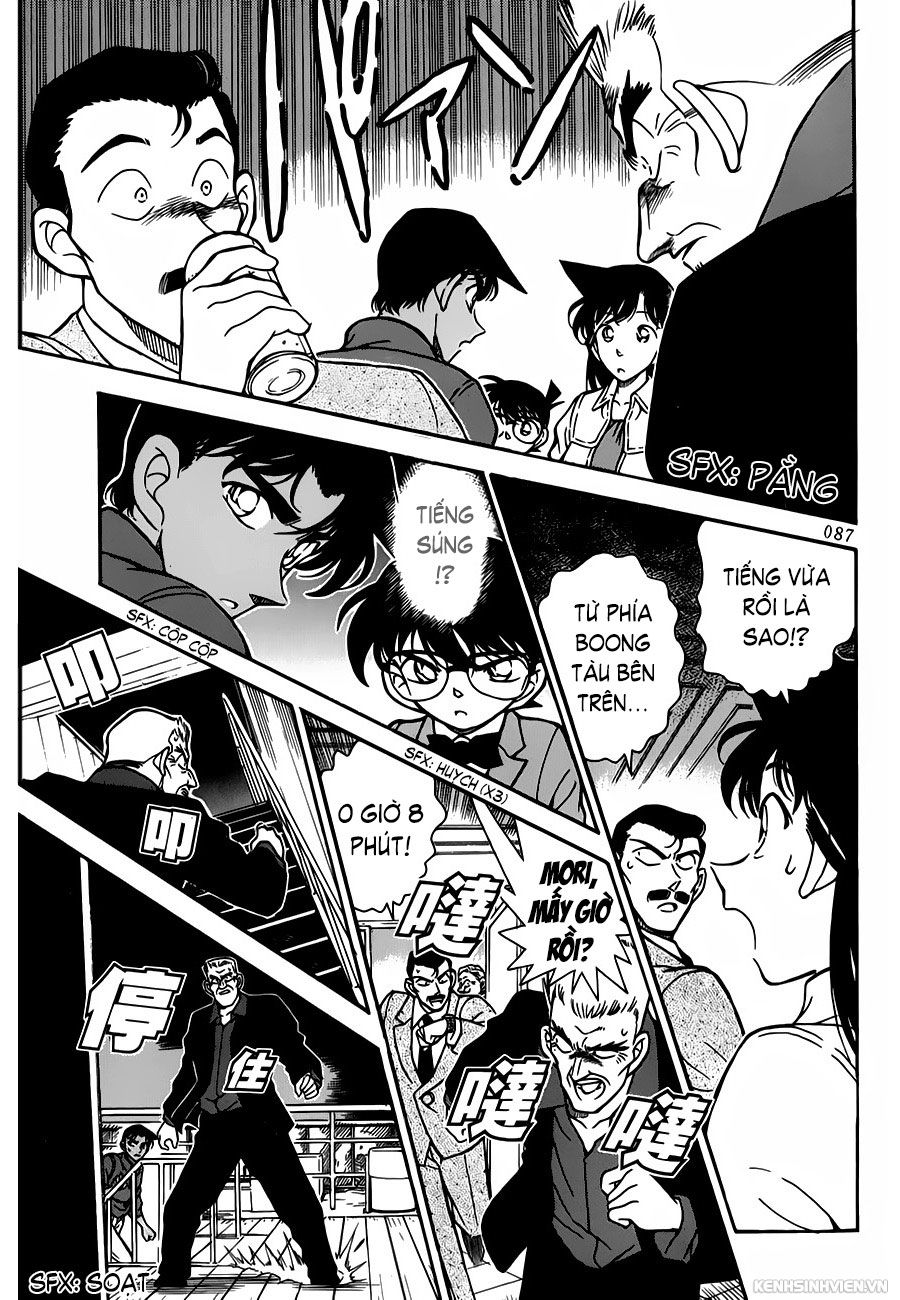 パァン
SFX: PẰNG
087
TIẾNG VỪA
RỒI LÀ
SAO!?
TỪ PHÍA
BOONG
TÀU BÊN
TRÊN...
TIẾNG
SÚNG
!?
SFX: CỘP CỘP
叩
叩
SFX: HUỴCH (X3)
MORI,
MẤY GIỜ
RỒI?
0 GIỜ 8
PHÚT!
噠
噠
噠
停
住
SFX: SOẠT
KENHSINHVIEN.VN